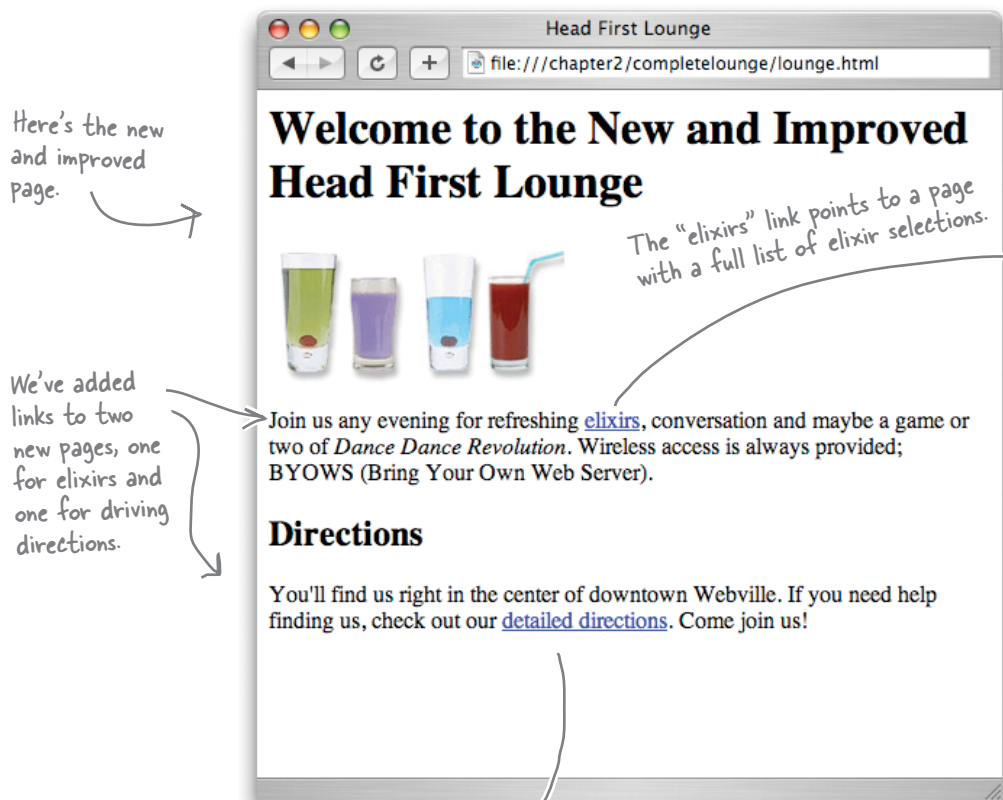 Head First Lounge
file:///chapter2/completelounge/lounge.html
Here's the new
and improved
page.
Welcome to the New and Improved
Head First Lounge
The "elixirs" link points to a page
with a full list of elixir selections.
We've added
links to two
new pages, one
for elixirs and
one for driving
directions.
Join us any evening for refreshing elixirs, conversation and maybe a game or
two of Dance Dance Revolution. Wireless access is always provided;
BYOWS (Bring Your Own Web Server).
Directions
You'll find us right in the center of downtown Webville. If you need help
finding us, check out our detailed directions. Come join us!